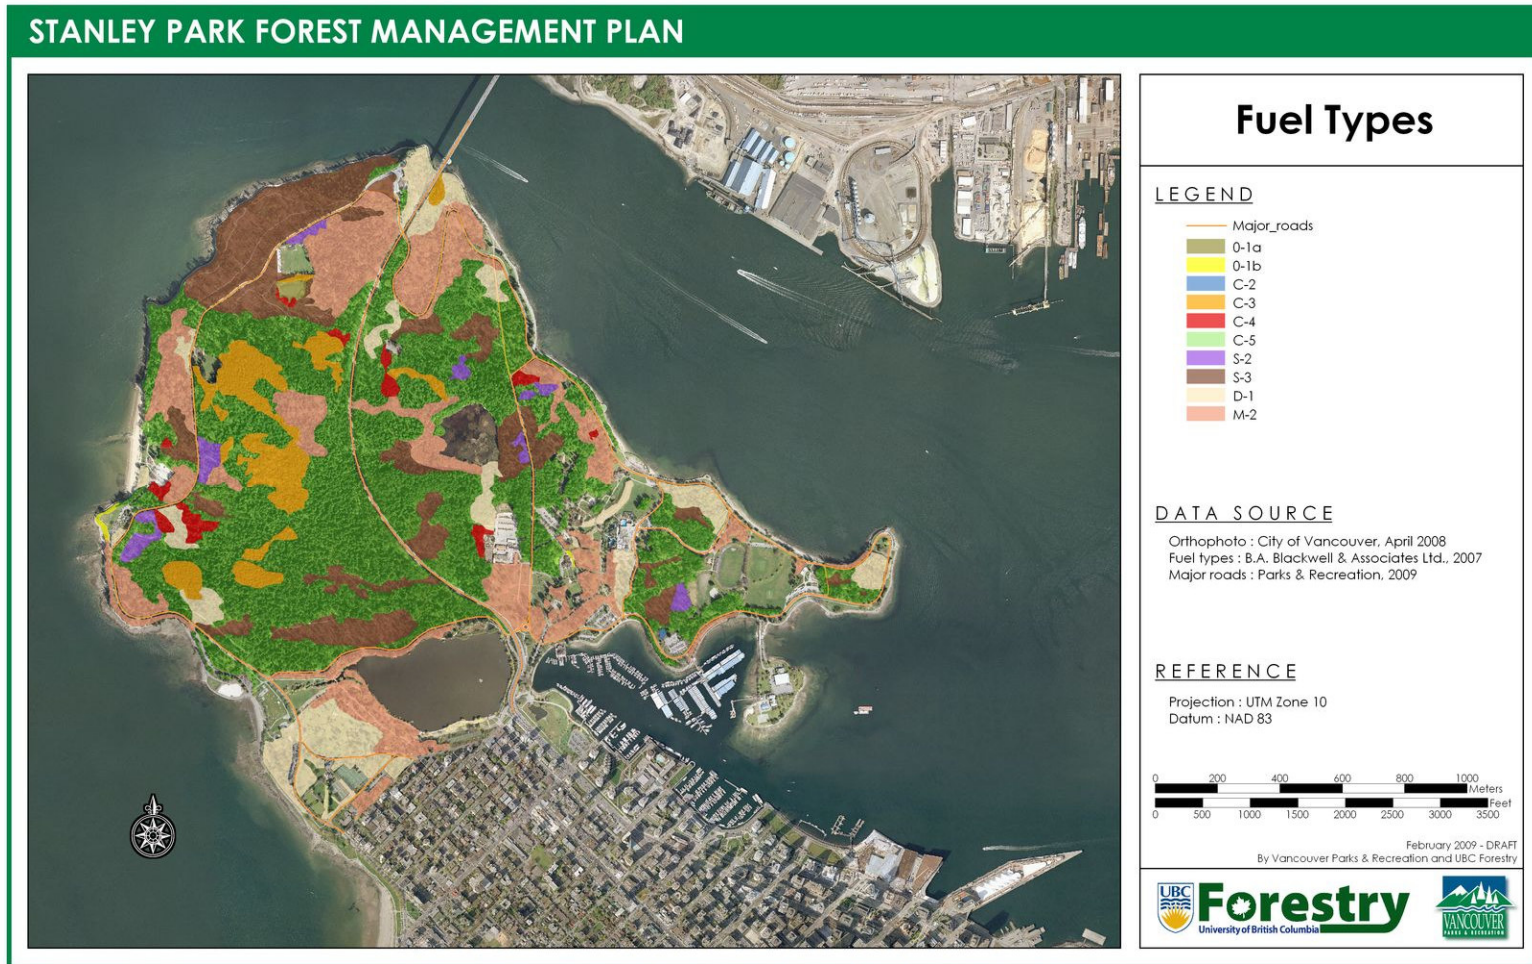 STANLEY PARK FOREST MANAGEMENT PLAN
Fuel Types
LEGEND
Major_roads
0-1a
0-1b
C-2
C-3
C-4
C-5
S-2
S-3
D-1
M-2
DATA SOURCE
Orthophoto : City of Vancouver, April 2008
Fuel types : B.A. Blackwell & Associates Ltd., 2007
Major roads : Parks & Recreation, 2009
REFERENCE
Projection : UTM Zone 10
Datum : NAD 83
0 200 400 600 800 1000
Meters
Feet
0 500 1000 1500 2000 2500 3000 3500
February 2009 - DRAFT
By Vancouver Parks & Recreation and UBC Forestry
UBC
Forestry
University of British Columbia
VANCOUVER
PARKS & RECREATION